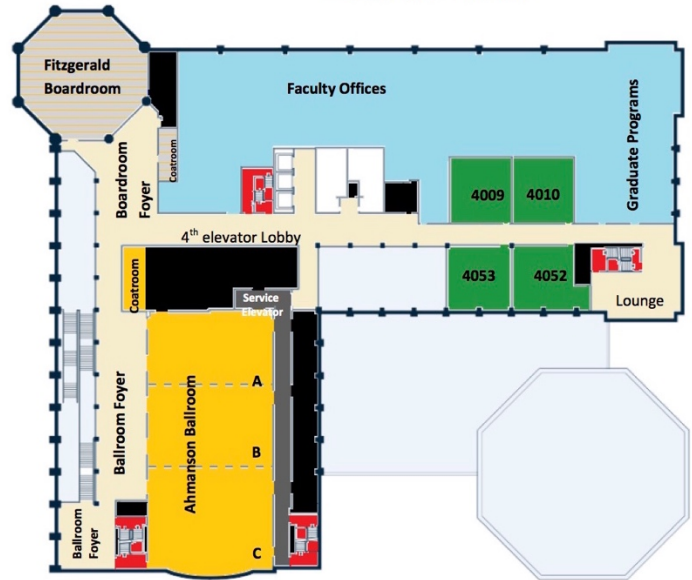 Fitzgerald
Boardroom
Faculty Offices
Graduate Programs
Coatroom
Boardroom
Foyer
4009
4010
4th elevator Lobby
Coatroom
4053
4052
Service
Elevator
Lounge
Ballroom Foyer
Ahmanson Ballroom
A
B
C
Ballroom
Foyer